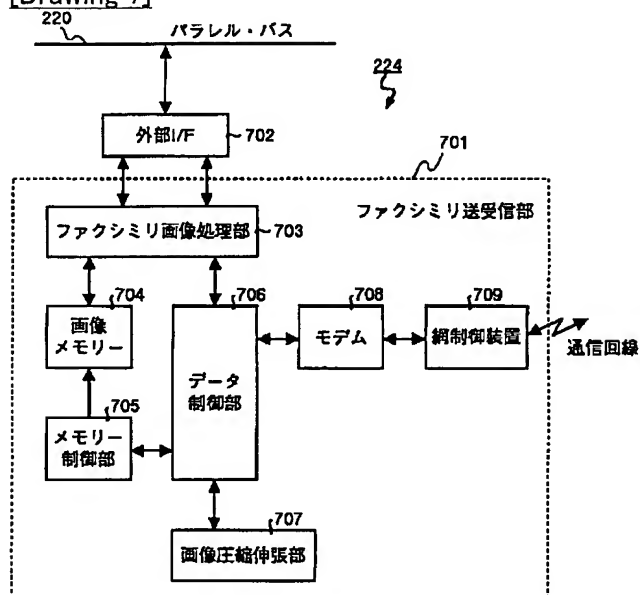 [Drawing 7]
220
パラレル・バス
224
外部I/F
702
701
ファクシミリ送受信部
ファクシミリ画像処理部
703
704
706
708
709
画像
メモリー
データ
制御部
モデム
網制御装置
通信回線
705
メモリー
制御部
707
画像圧縮伸張部